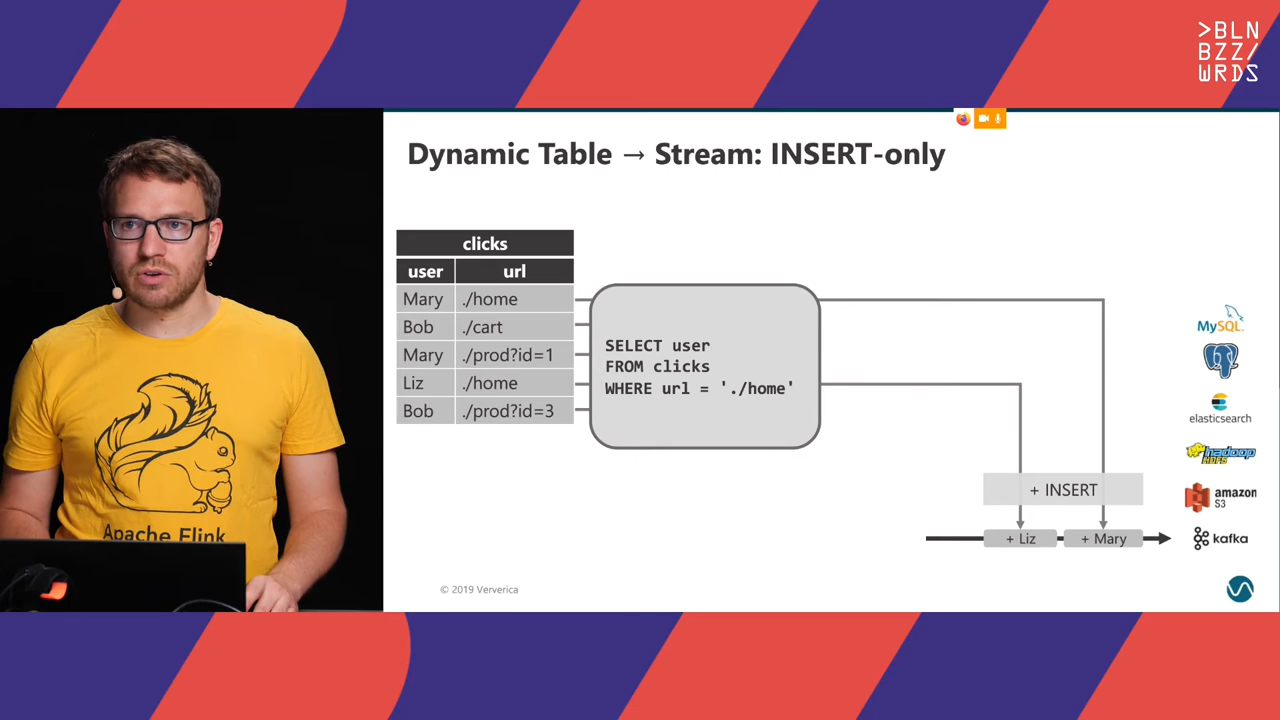 >BLN
BZZ/
WRDS
Dynamic Table → Stream: INSERT-only
clicks
user url
Mary ./home
Bob ./cart
Mary ./prod?id=1
Liz ./home
Bob ./prod?id=3
SELECT user
FROM clicks
WHERE url = './home'
+ INSERT
+ Liz + Mary
MySQL
elasticsearch
hadoop
HDFS
amazon
S3
kafka
Apache Flink
© 2019 Ververica